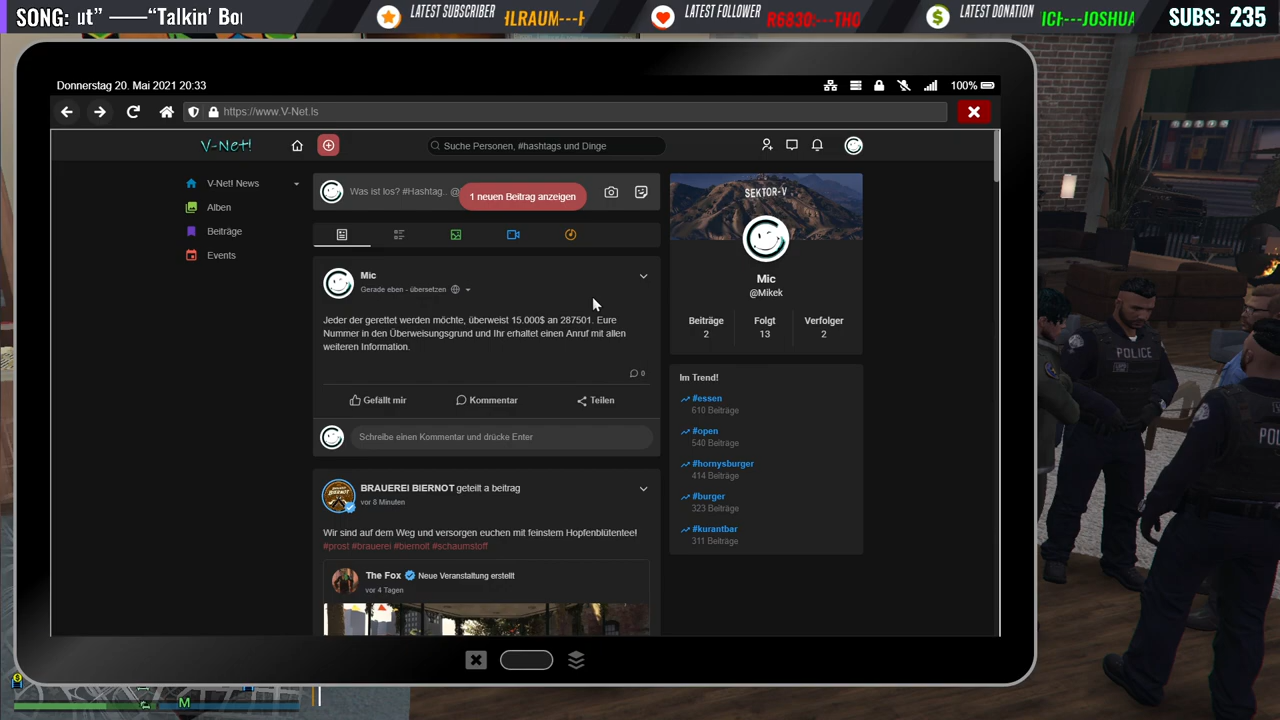 SONG: ut” ——“Talkin' Bou
LATEST SUBSCRIBER
LATEST FOLLOWER
R6830:---THO
LATEST DONATION
ICH---JOSHUA
SUBS: 235
Donnerstag 20. Mai 2021 20:33
100%
https://www.V-Net.ls
V-Net!
Suche Personen, #hashtags und Dinge
V-Net! News
Alben
Beiträge
Events
Was ist los? #Hashtag.. @
1 neuen Beitrag anzeigen
Mic
Gerade eben - übersetzen
Jeder der gerettet werden möchte, überweist 15.000$ an 287501. Eure
Nummer in den Überweisungsgrund und Ihr erhaltet einen Anruf mit allen
weiteren Information.
0
Gefällt mir
Kommentar
Teilen
Schreibe einen Kommentar und drücke Enter
BRAUEREI BIERNOT geteilt a beitrag
vor 8 Minuten
Wir sind auf dem Weg und versorgen euchen mit feinstem Hopfenblütentee!
#prost #brauerei #biernott #schaumstoff
The Fox Neue Veranstaltung erstellt
vor 4 Tagen
SEKTOR-V
Mic
@Mikek
Beiträge Folgt Verfolger
2 13 2
Im Trend!
#essen
610 Beiträge
#open
540 Beiträge
#hornysburger
414 Beiträge
#burger
323 Beiträge
#kurantbar
311 Beiträge
POLICE
M